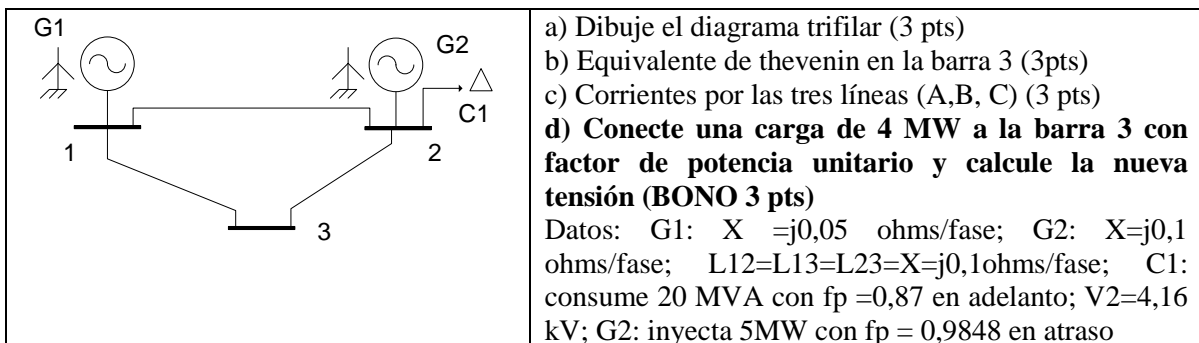 G1
G2
C1
1
2
3
a) Dibuje el diagrama trifilar (3 pts)
b) Equivalente de thevenin en la barra 3 (3pts)
c) Corrientes por las tres líneas (A,B, C) (3 pts)
d) Conecte una carga de 4 MW a la barra 3 con
factor de potencia unitario y calcule la nueva
tensión (BONO 3 pts)
Datos: G1: X =j0,05 ohms/fase; G2: X=j0,1
ohms/fase; L12=L13=L23=X=j0,1ohms/fase; C1:
consume 20 MVA con fp =0,87 en adelanto; V2=4,16
kV; G2: inyecta 5MW con fp = 0,9848 en atraso